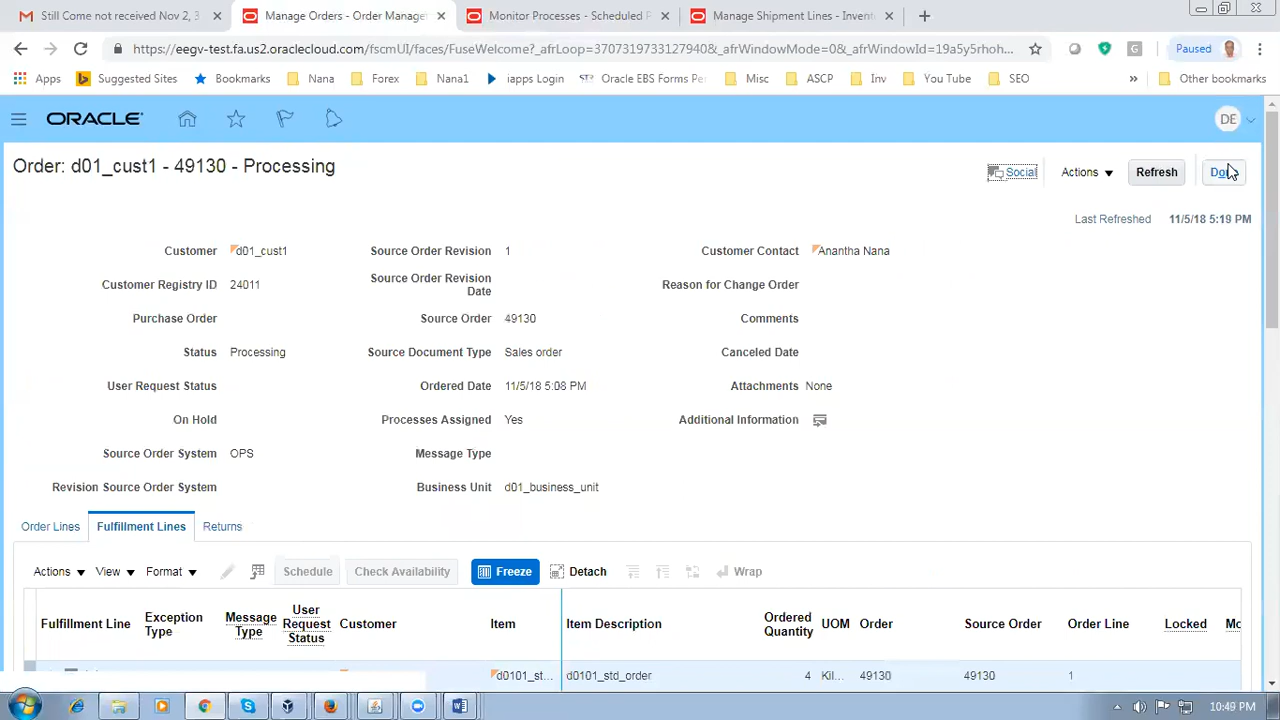 Still Come not received Nov 2, 3
Manage Orders - Order Manage
Monitor Processes - Scheduled P
Manage Shipment Lines - Invent
https://eegv-test.fa.us2.oraclecloud.com/fscmUI/faces/FuseWelcome?_afrLoop=37073197331279408&_afrWindowMode=0&_afrWindowId=19a5y5rhoh...
Paused
Apps
Suggested Sites
Bookmarks
Nana
Forex
Nana1
iapps Login
Oracle EBS Forms Pe
Misc
ASCP
Inv
You Tube
SEO
Other bookmarks
ORACLE
DE
Order: d01_cust1 - 49130 - Processing
Social
Actions
Refresh
Last Refreshed 11/5/18 5:19 PM
Customer d01_cust1 Source Order Revision 1 Customer Contact Anantha Nana
Customer Registry ID 24011 Source Order Revision Date Reason for Change Order
Purchase Order Source Order 49130 Comments
Status Processing Source Document Type Sales order Canceled Date
User Request Status Ordered Date 11/5/18 5:08 PM Attachments None
On Hold Processes Assigned Yes Additional Information
Source Order System OPS Message Type
Revision Source Order System Business Unit d01_business_unit
Order Lines Fulfillment Lines Returns
Actions View Format Schedule Check Availability Freeze Detach Wrap
Fulfillment Line Exception Type Message Type User Request Status Customer Item Item Description Ordered Quantity UOM Order Source Order Order Line Locked Mo
d0101_st... d0101_std_order 4 Kil... 49130 49130 1
10:49 PM